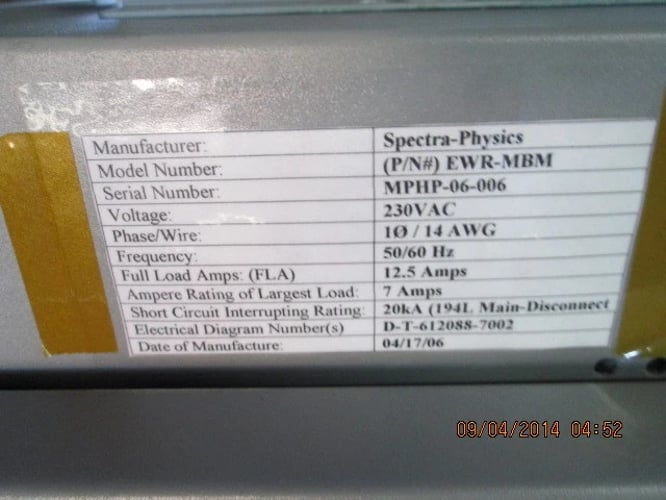 Manufacturer: Spectra-Physics
Model Number: (P/N#) EWR-MBM
Serial Number: MPHP-06-006
Voltage: 230VAC
Phase/Wire: 1Ø / 14 AWG
Frequency: 50/60 Hz
Full Load Amps: (FLA) 12.5 Amps
Ampere Rating of Largest Load: 7 Amps
Short Circuit Interrupting Rating: 20kA (194L Main-Disconnect
Electrical Diagram Number(s) D-T-612088-7002
Date of Manufacture: 04/17/06
09/04/2014 04:52